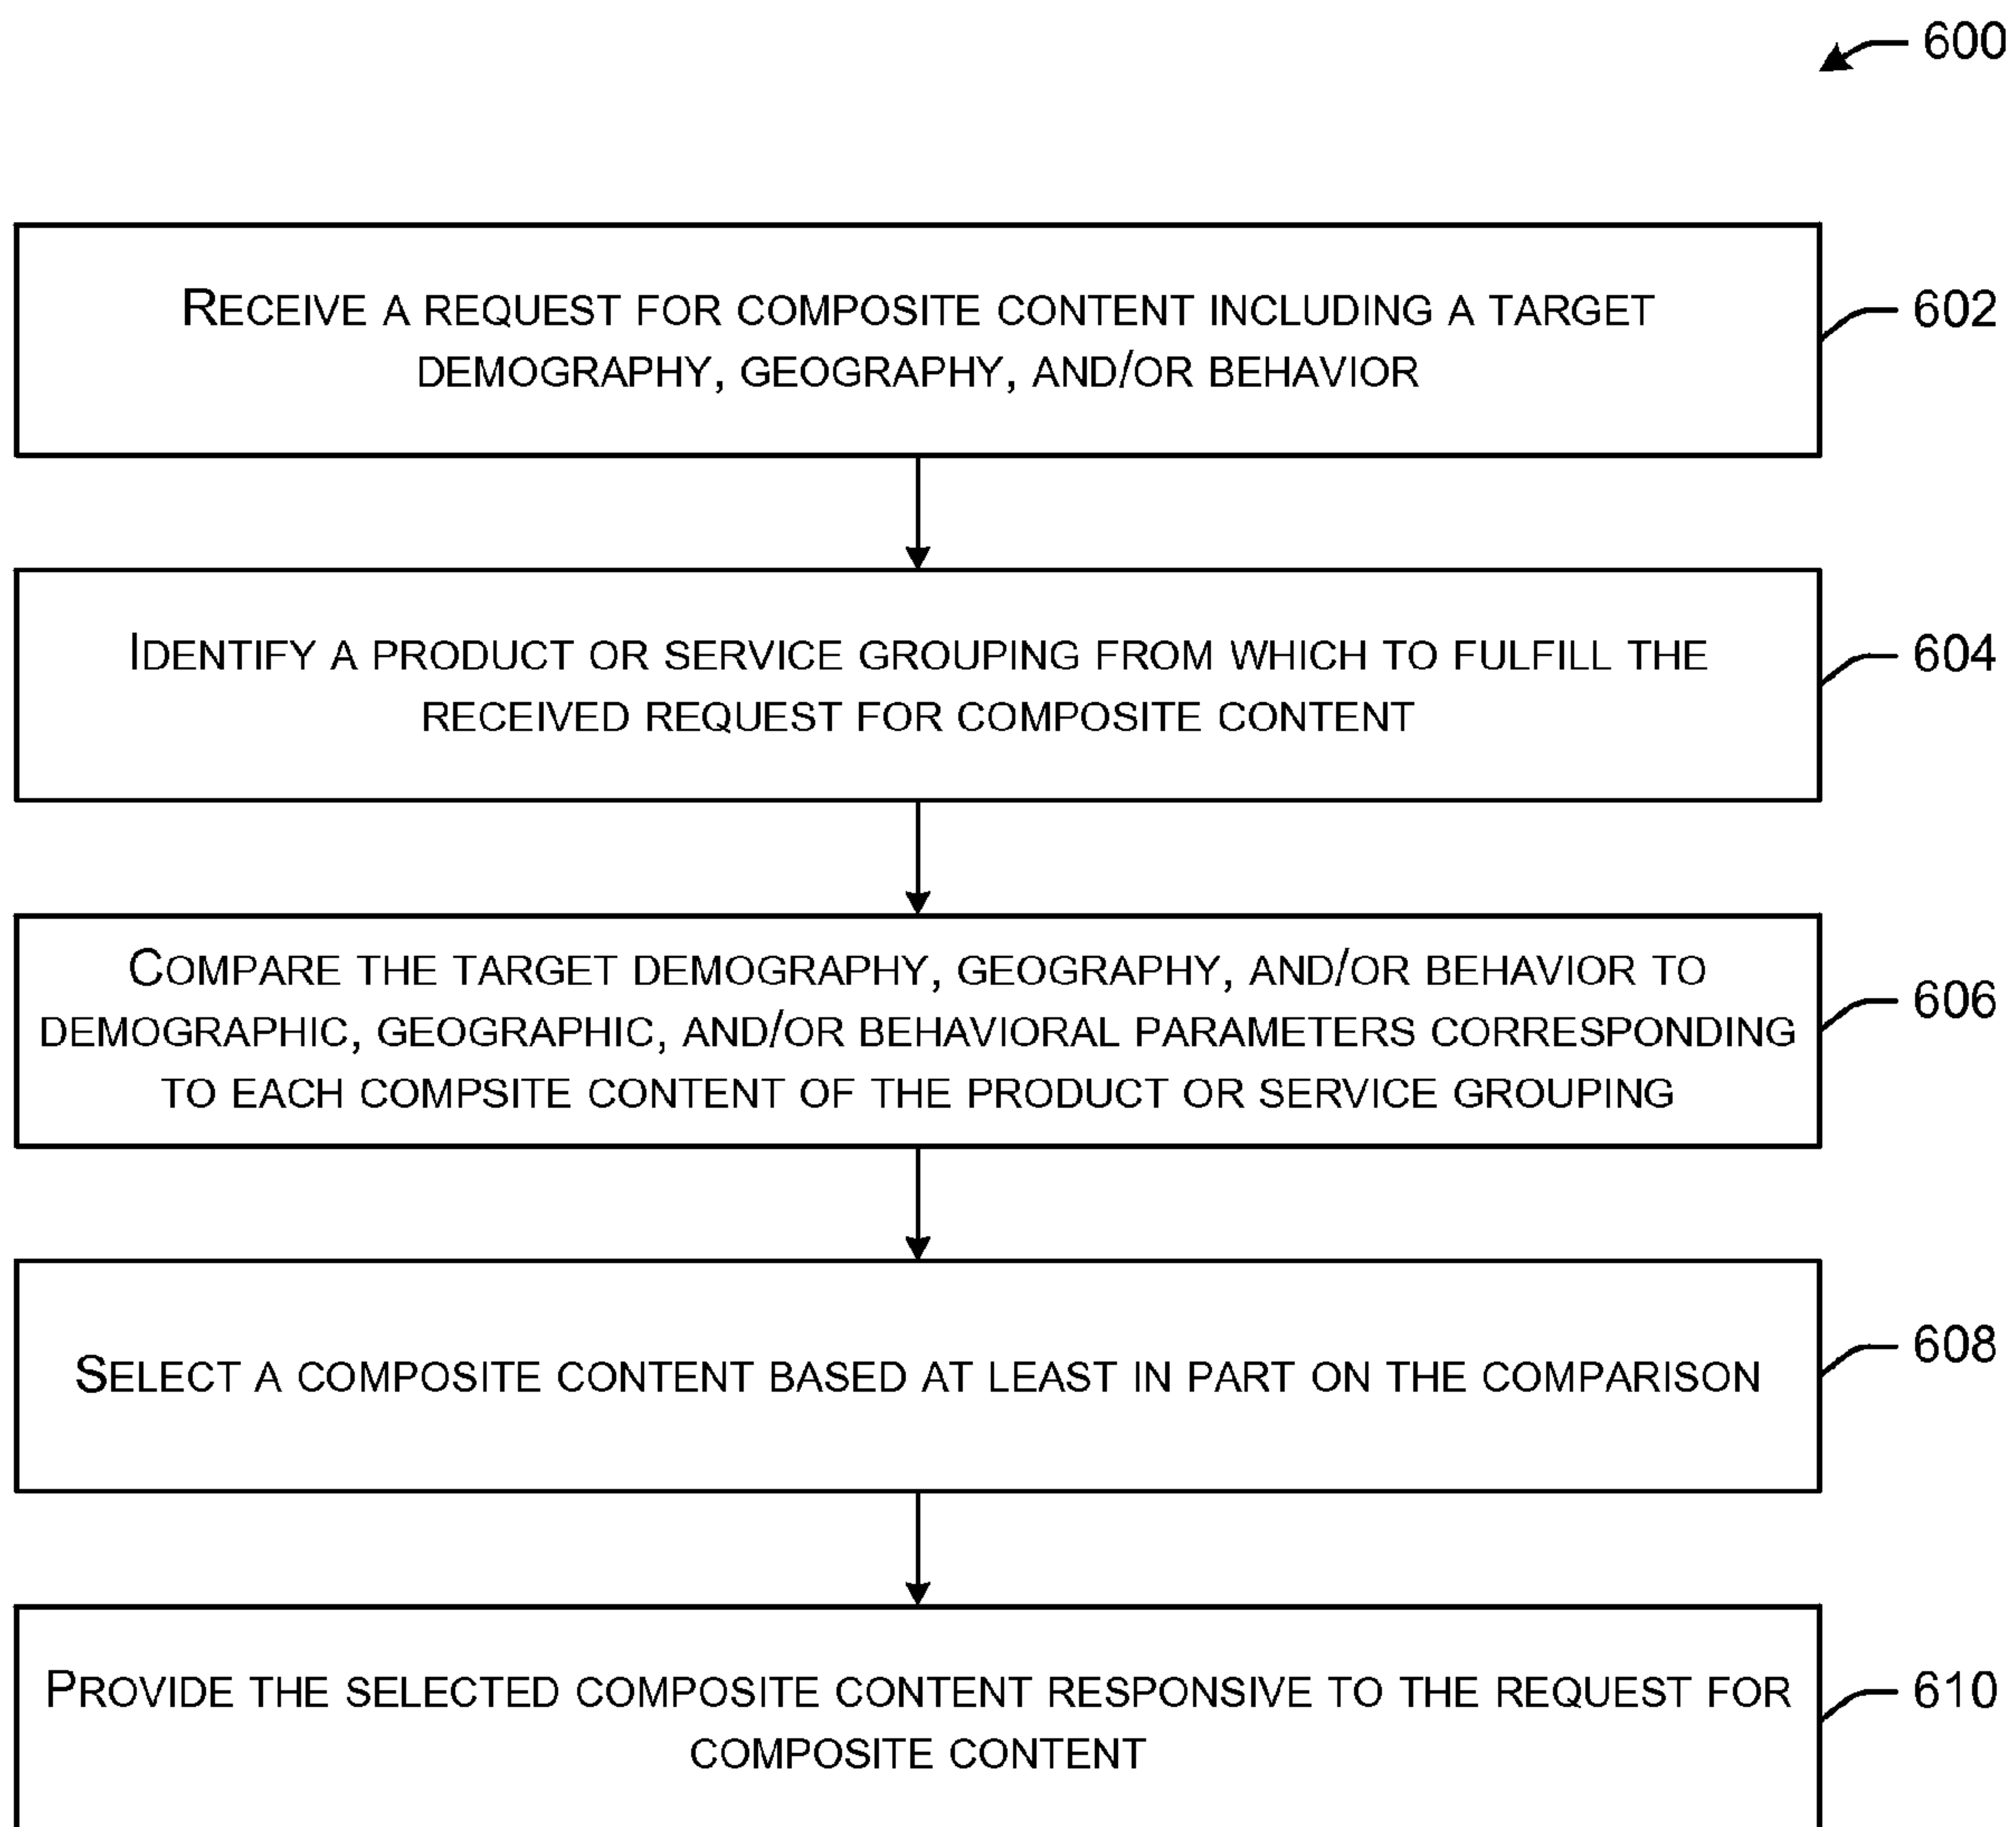 600
RECEIVE A REQUEST FOR COMPOSITE CONTENT INCLUDING A TARGET
DEMOGRAPHY, GEOGRAPHY, AND/OR BEHAVIOR
602
IDENTIFY A PRODUCT OR SERVICE GROUPING FROM WHICH TO FULFILL THE
RECEIVED REQUEST FOR COMPOSITE CONTENT
604
COMPARE THE TARGET DEMOGRAPHY, GEOGRAPHY, AND/OR BEHAVIOR TO
DEMOGRAPHIC, GEOGRAPHIC, AND/OR BEHAVIORAL PARAMETERS CORRESPONDING
TO EACH COMPSITE CONTENT OF THE PRODUCT OR SERVICE GROUPING
606
SELECT A COMPOSITE CONTENT BASED AT LEAST IN PART ON THE COMPARISON
608
PROVIDE THE SELECTED COMPOSITE CONTENT RESPONSIVE TO THE REQUEST FOR
COMPOSITE CONTENT
610